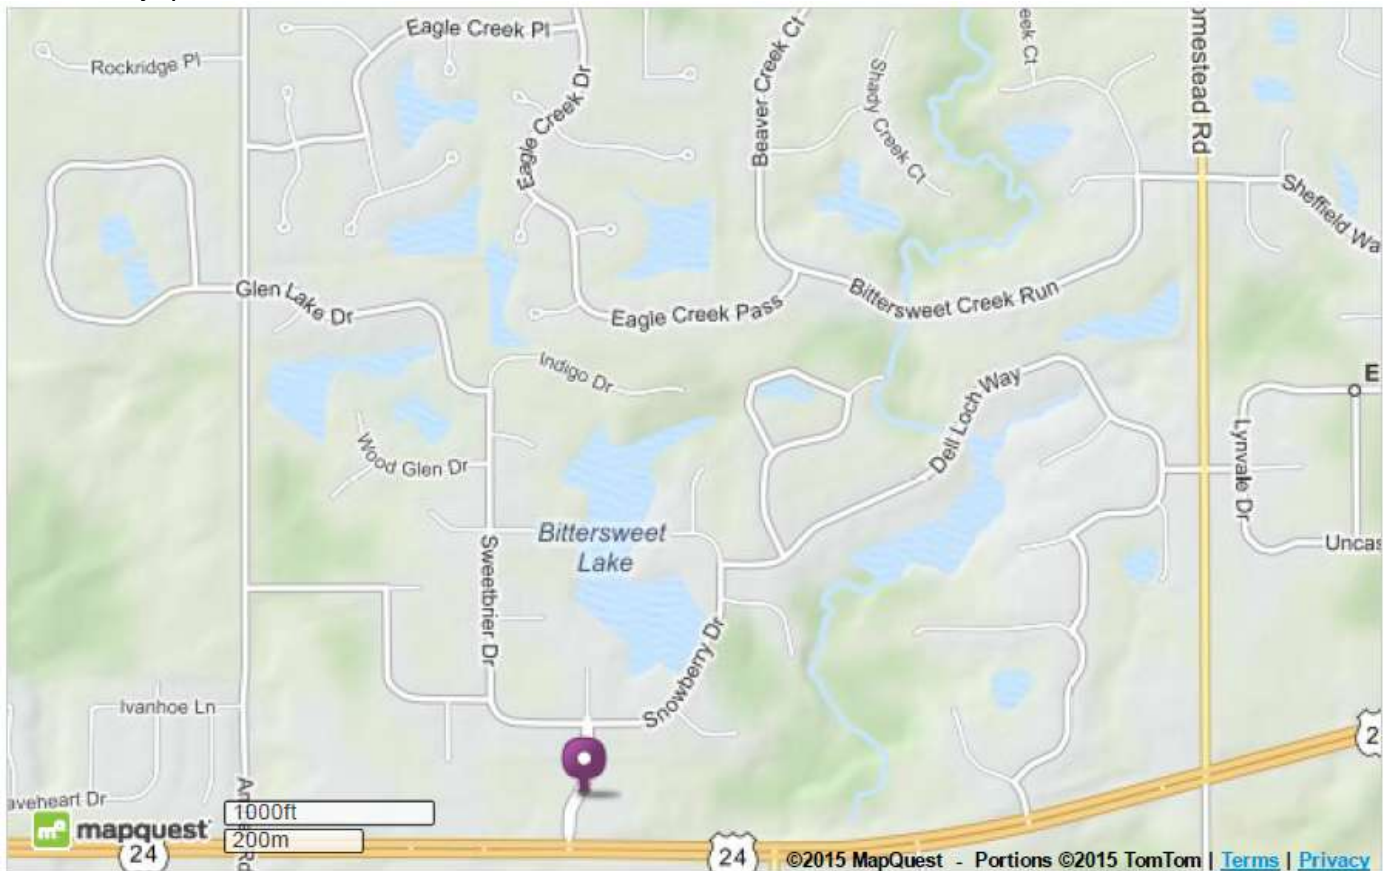 Eagle Creek Pl
Rockridge Pl
Eagle Creek Dr
Beaver Creek Ct
Shady Creek Ct
eek Ct
omestead Rd
Sheffield Wa
Glen Lake Dr
Eagle Creek Pass
Bittersweet Creek Run
Indigo Dr
Dell Loch Way
E
Lynvale Dr
Wood Glen Dr
Bittersweet
Lake
Sweetbrier Dr
Uncas
Snowberry Dr
Ivanhoe Ln
2
aveheart Dr
1000ft
mapquest
200m
24
24
©2015 MapQuest - Portions ©2015 TomTom | Terms | Privacy